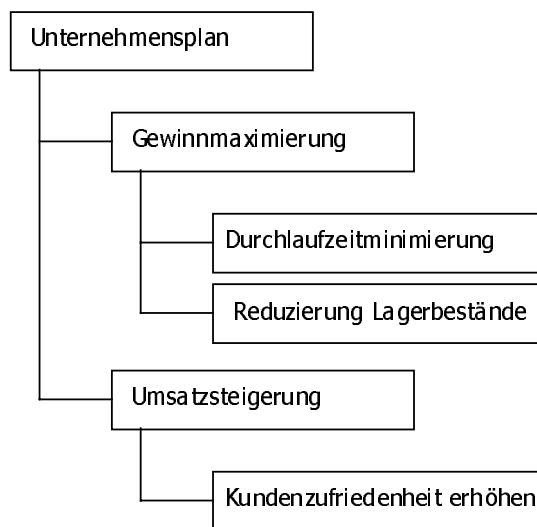 Unternehmensplan
Gewinnmaximierung
Durchlaufzeitminimierung
Reduzierung Lagerbestände
Umsatzsteigerung
Kundenzufriedenheit erhöhen